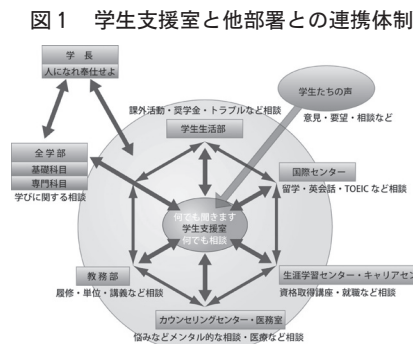 図1　学生支援室と他部署との連携体制
学　長
人になれ奉仕せよ
学生たちの声
意見・要望・相談など
課外活動・奨学金・トラブルなど相談
学生生活部
全学部
基礎科目
専門科目
学びに関する相談
国際センター
留学・英会話・TOEIC など相談
何でも聞きます
学生支援室
何でも相談
教務部
履修・単位・講義など相談
生涯学習センター・キャリアセン
資格取得講座・就職など相談
カウンセリングセンター・医務室
悩みなどメンタル的な相談・医療など相談